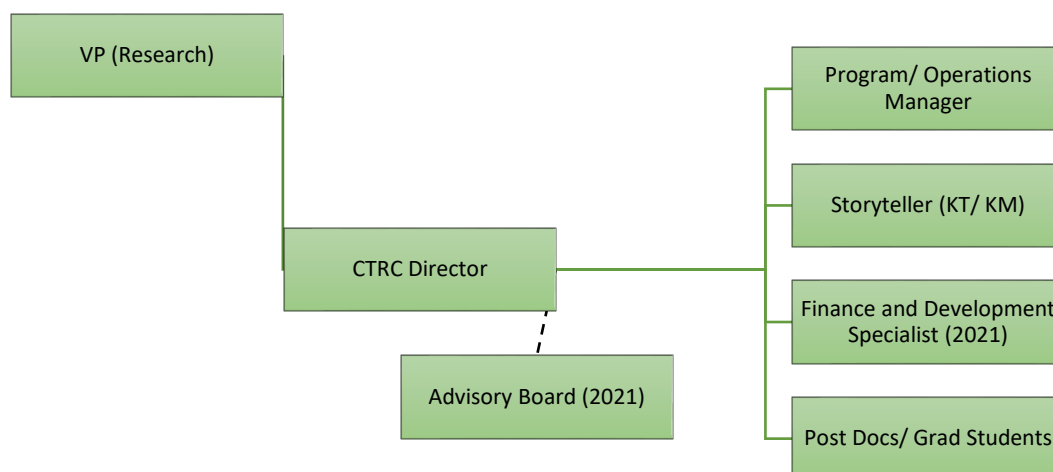 VP (Research)
Program/ Operations
Manager
Storyteller (KT/ KM)
CTRC Director
Finance and Development
Specialist (2021)
Advisory Board (2021)
Post Docs/ Grad Students